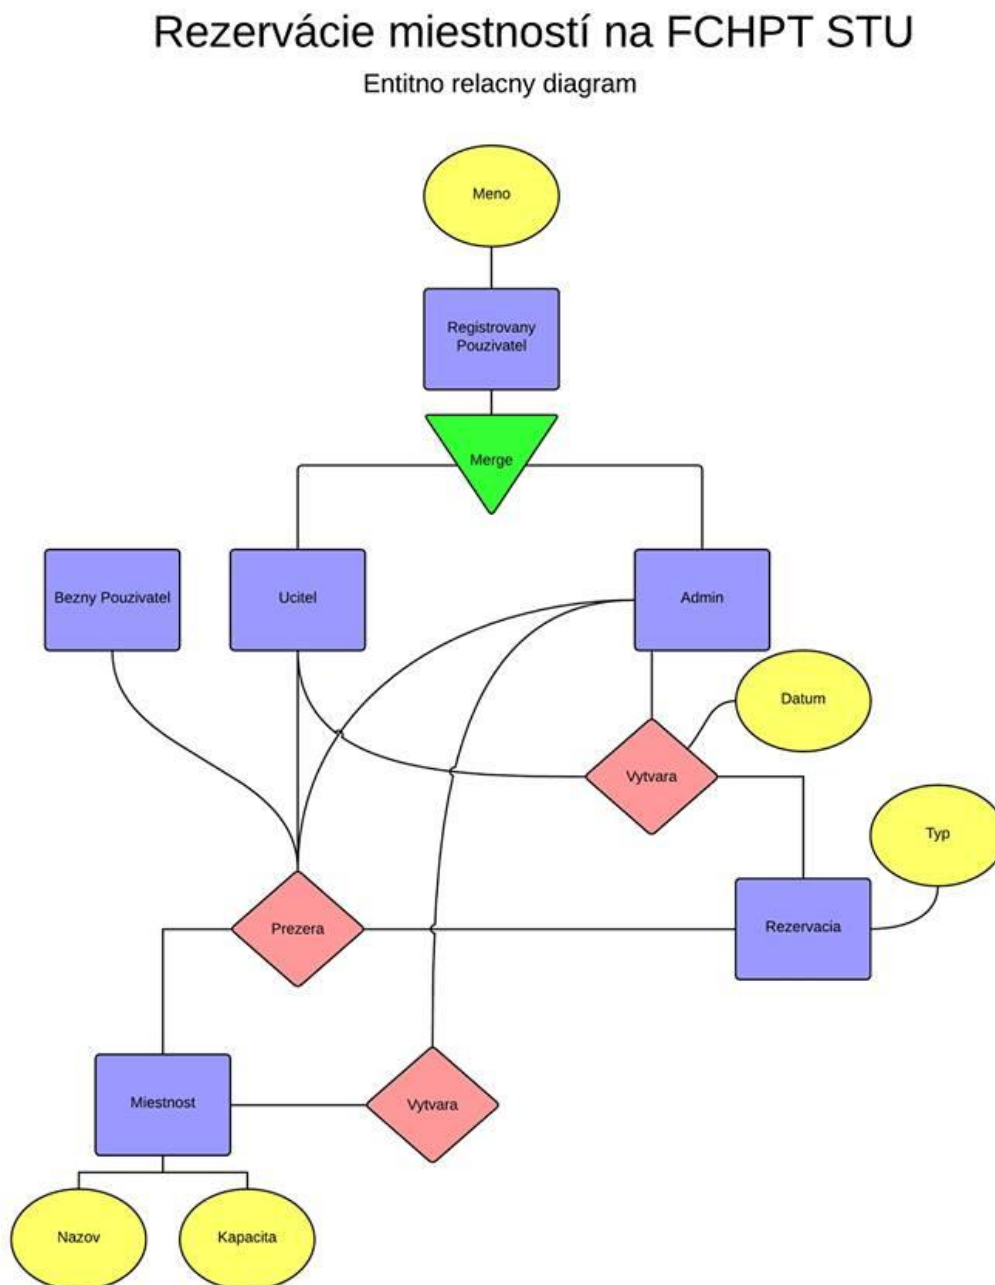 Rezervácie miestností na FCHPT STU
Entitno relacny diagram
Meno
Registrovany
Pouzivatel
Merge
Bezny Pouzivatel
Ucitel
Admin
Datum
Vytvara
Typ
Prezera
Rezervacia
Miestnost
Vytvara
Nazov
Kapacita